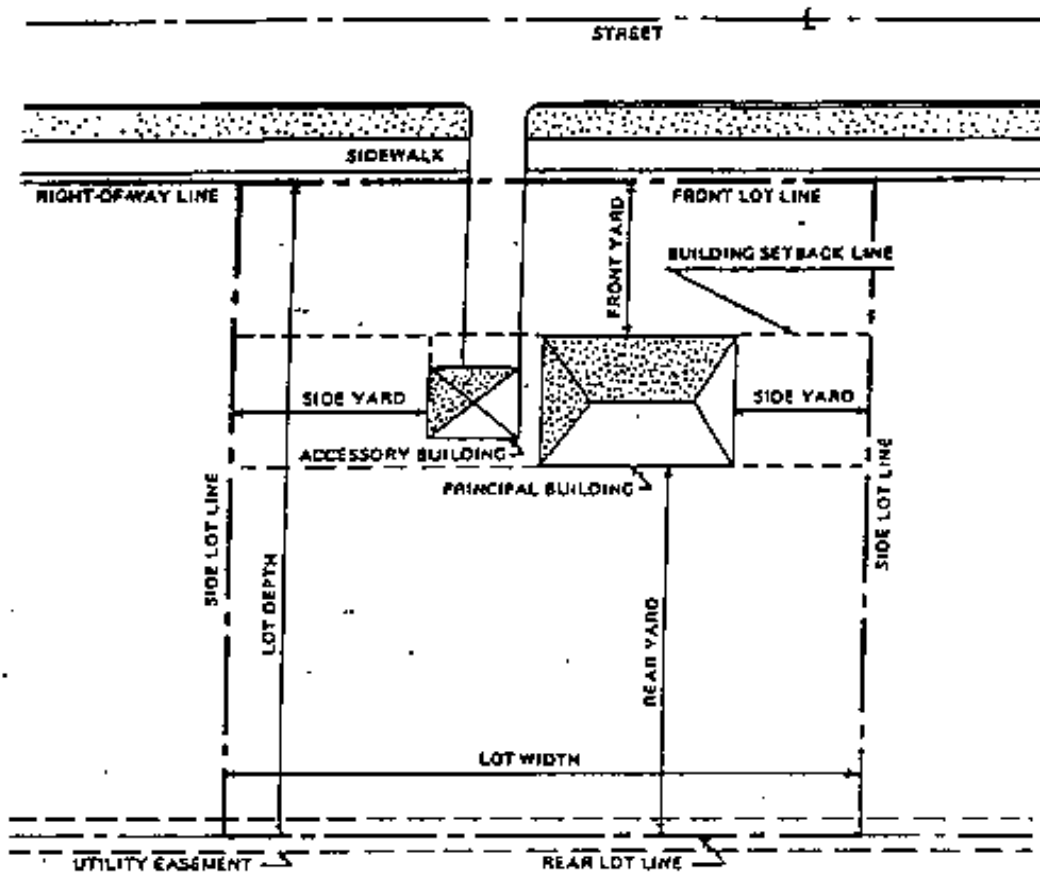 STREET
SIDEWALK
RIGHT-OF-WAY LINE
FRONT LOT LINE
FRONT YARD
BUILDING SETBACK LINE
SIDE YARD
SIDE YARD
ACCESSORY BUILDING
PRINCIPAL BUILDING
SIDE LOT LINE
LOT DEPTH
REAR YARD
SIDE LOT LINE
LOT WIDTH
UTILITY EASEMENT
REAR LOT LINE